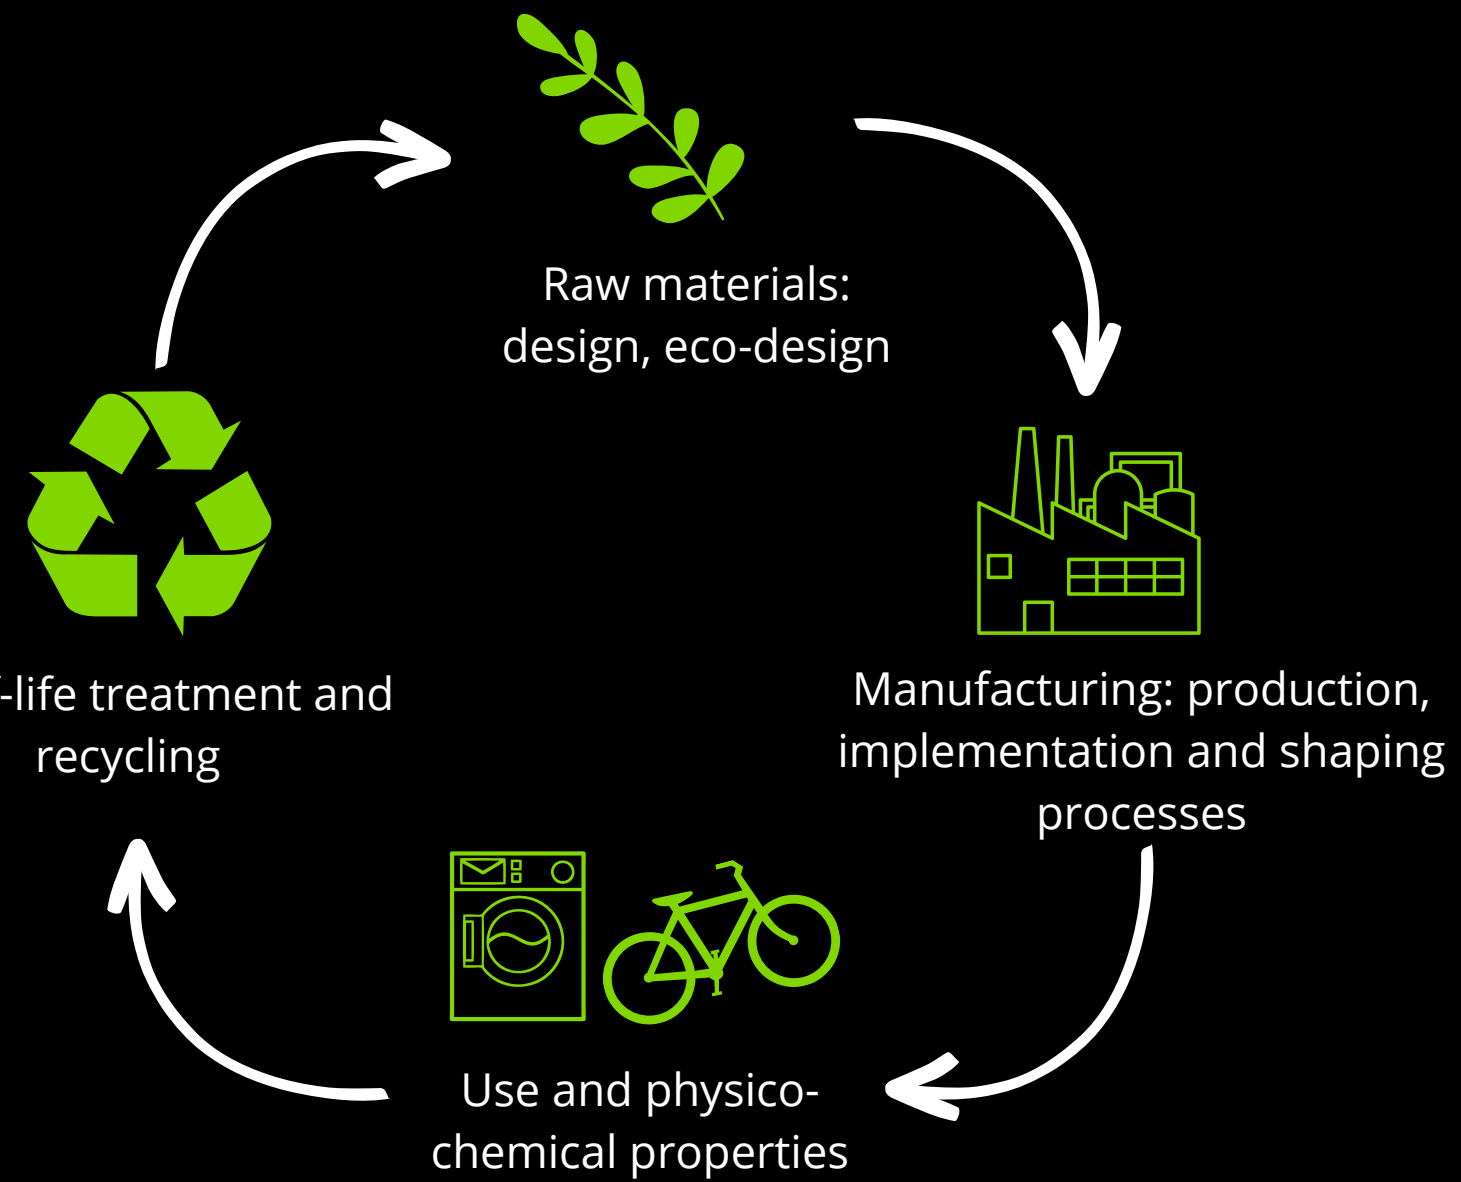 Raw materials:
design, eco-design
-life treatment and
recycling
Manufacturing: production,
implementation and shaping
processes
Use and physico-
chemical properties